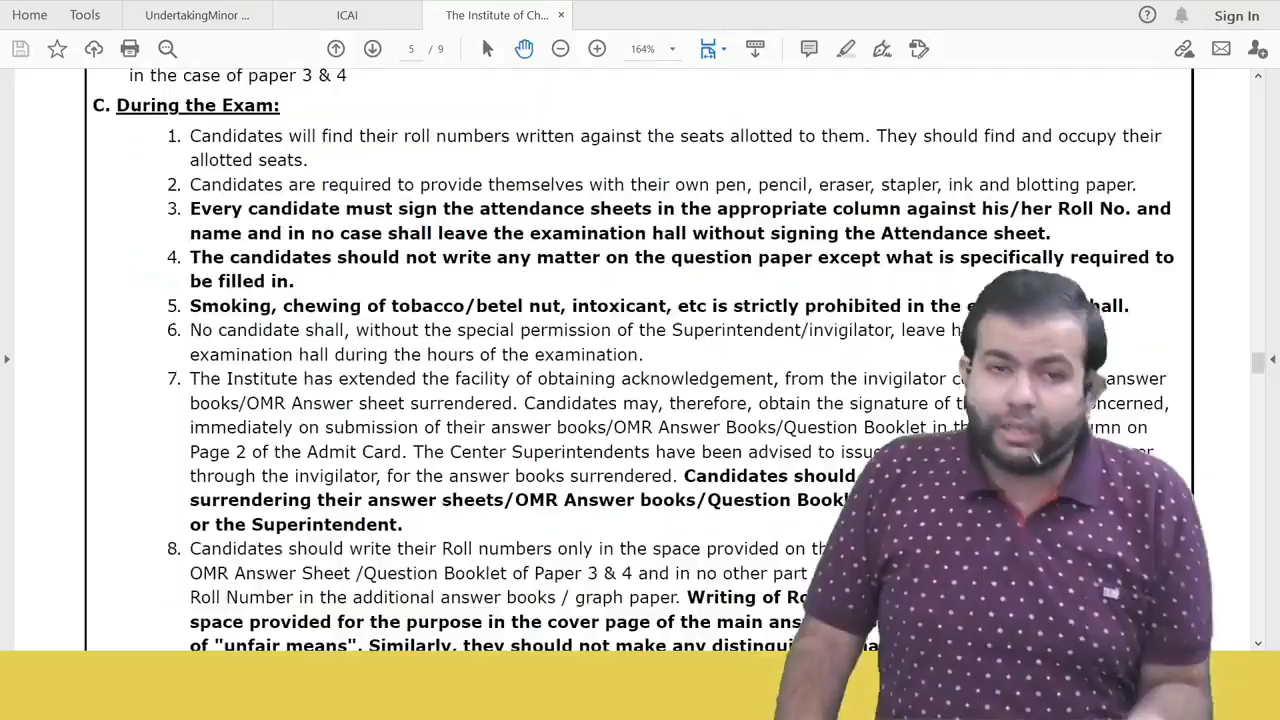 Home Tools UndertakingMinor ... ICAI The Institute of Ch... × Sign In
5 / 9 164%
in the case of paper 3 & 4
C. During the Exam:
1. Candidates will find their roll numbers written against the seats allotted to them. They should find and occupy their
allotted seats.
2. Candidates are required to provide themselves with their own pen, pencil, eraser, stapler, ink and blotting paper.
3. Every candidate must sign the attendance sheets in the appropriate column against his/her Roll No. and
name and in no case shall leave the examination hall without signing the Attendance sheet.
4. The candidates should not write any matter on the question paper except what is specifically required to
be filled in.
5. Smoking, chewing of tobacco/betel nut, intoxicant, etc is strictly prohibited in the hall.
6. No candidate shall, without the special permission of the Superintendent/invigilator, leave
examination hall during the hours of the examination.
7. The Institute has extended the facility of obtaining acknowledgement, from the invigilator answer
books/OMR Answer sheet surrendered. Candidates may, therefore, obtain the signature of
immediately on submission of their answer books/OMR Answer Books/Question Booklet in on
Page 2 of the Admit Card. The Center Superintendents have been advised to
through the invigilator, for the answer books surrendered. Candidates should
surrendering their answer sheets/OMR Answer books/Question
or the Superintendent.
8. Candidates should write their Roll numbers only in the space provided on
OMR Answer Sheet /Question Booklet of Paper 3 & 4 and in no other part
Roll Number in the additional answer books / graph paper. Writing of
space provided for the purpose in the cover page of the main
of "unfair means". Similarly, they should not make any